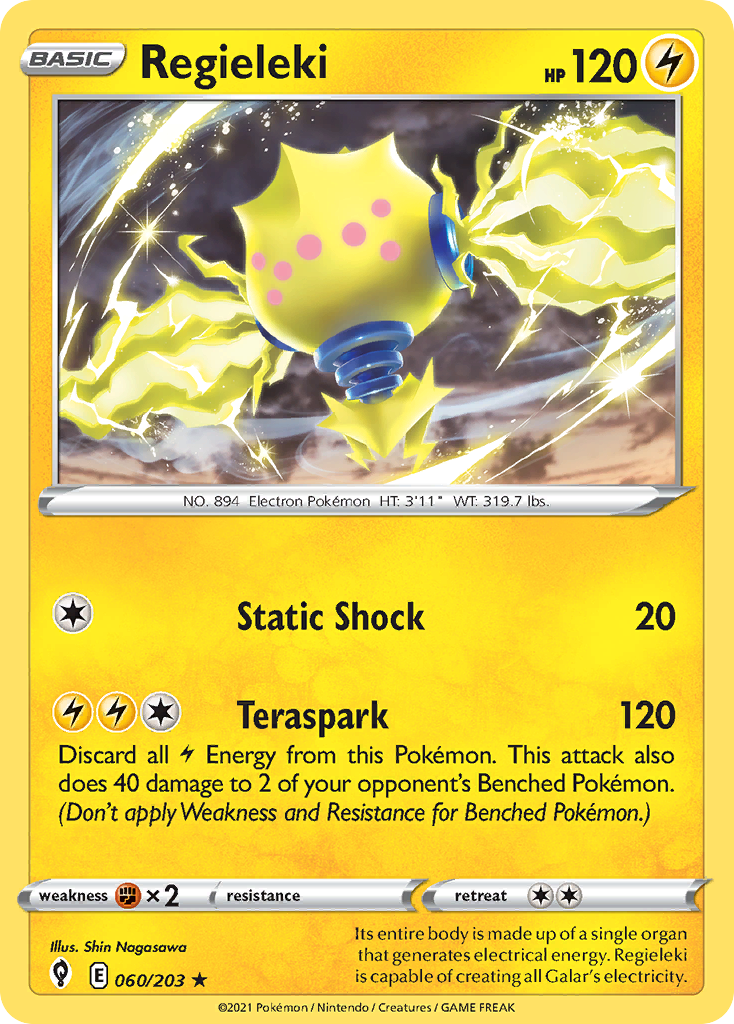 BASIC
Regieleki
HP 120
NO. 894 Electron Pokémon HT: 3'11" WT: 319.7 lbs.
Static Shock 20
Teraspark 120
Discard all Energy from this Pokémon. This attack also
does 40 damage to 2 of your opponent's Benched Pokémon.
(Don't apply Weakness and Resistance for Benched Pokémon.)
weakness ×2 resistance retreat
Illus. Shin Nagasawa
E 060/203 ★
Its entire body is made up of a single organ
that generates electrical energy. Regieleki
is capable of creating all Galar's electricity.
©2021 Pokémon / Nintendo / Creatures / GAME FREAK